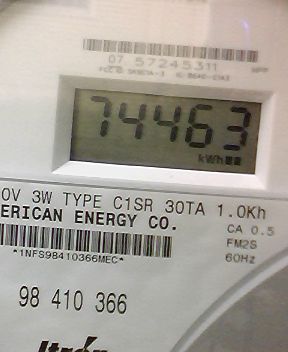 07 57245311
74463
kWh
0V 3W TYPE C1SR 30TA 1.0Kh
ERICAN ENERGY CO.
CA 0.5
FM2S
60Hz
*1NFS98410366MEC*
98 410 366
Itrón